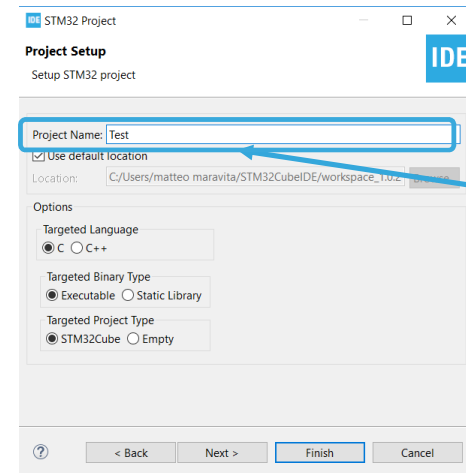 IDE STM32 Project
Project Setup
IDE
Setup STM32 project
Project Name: Test
Use default location
Location: C:/Users/matteo maravita/STM32CubeIDE/workspace_1.0.2 Browse...
Options
Targeted Language
C C++
Targeted Binary Type
Executable Static Library
Targeted Project Type
STM32Cube Empty
? < Back Next > Finish Cancel